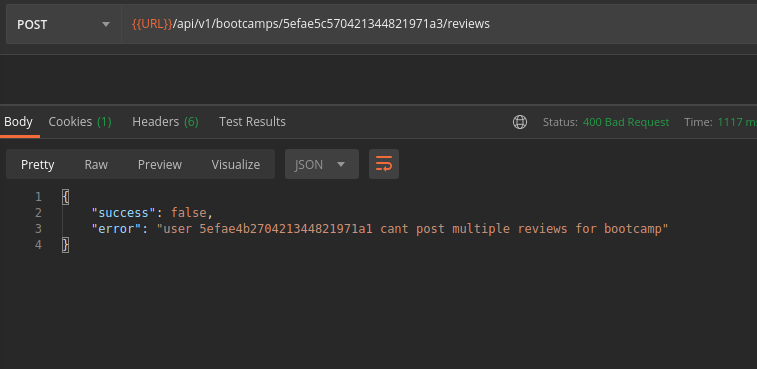 POST {{URL}}/api/v1/bootcamps/5efae5c570421344821971a3/reviews
Body Cookies (1) Headers (6) Test Results Status: 400 Bad Request Time: 1117 m
Pretty Raw Preview Visualize JSON
1 {
2 "success": false,
3 "error": "user 5efae4b270421344821971a1 cant post multiple reviews for bootcamp"
4 }